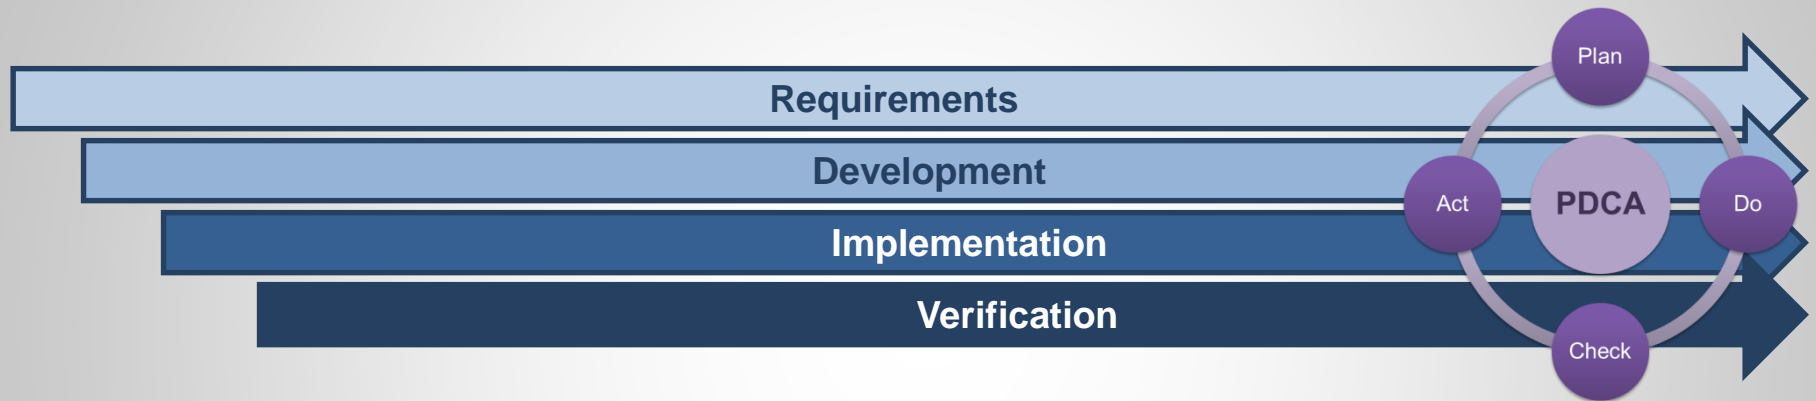 Plan
Requirements
Development
Act
PDCA
Do
Implementation
Verification
Check